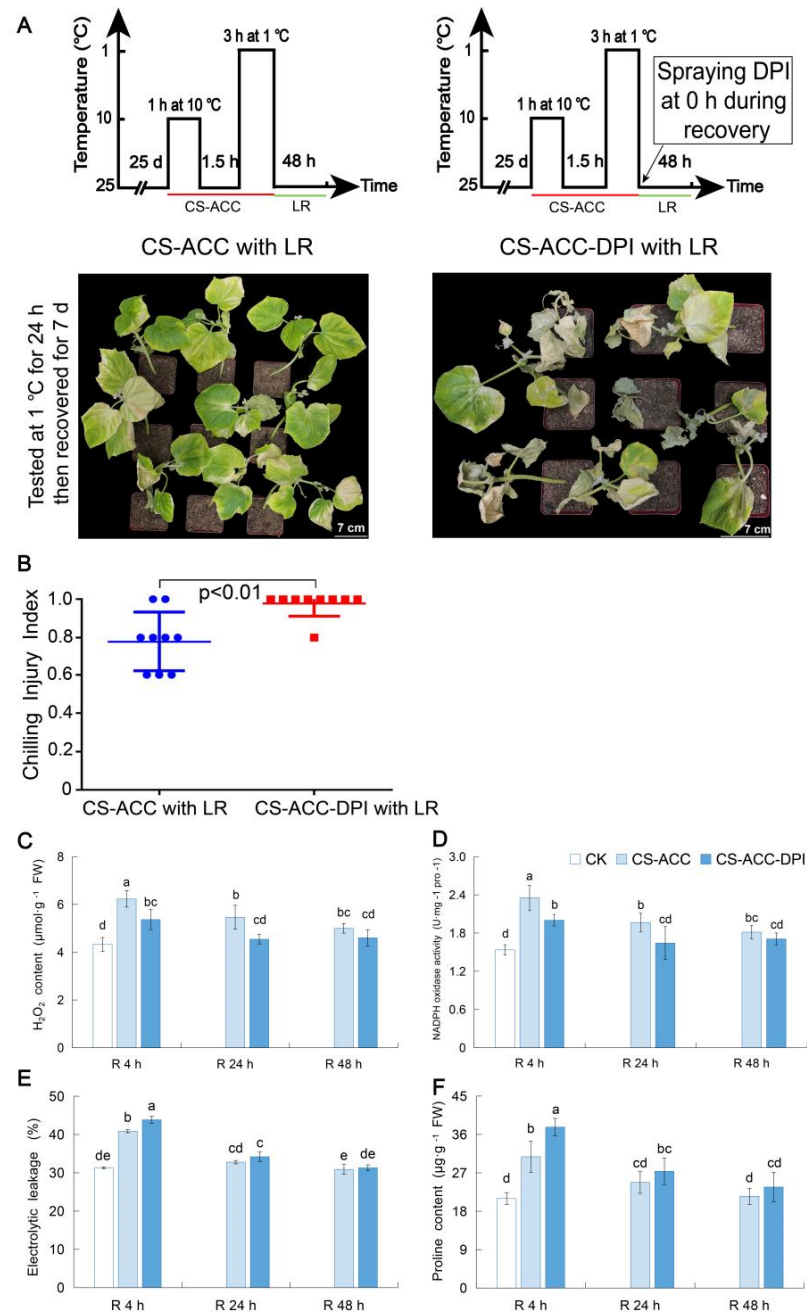 A
Temperature (℃)
1
10
25
3 h at 1 ℃
1 h at 10 ℃
25 d
1.5 h
48 h
Time
CS-ACC
LR
Temperature (℃)
1
10
25
3 h at 1 ℃
1 h at 10 ℃
25 d
1.5 h
48 h
Time
CS-ACC
LR
Spraying DPI
at 0 h during
recovery
CS-ACC with LR
CS-ACC-DPI with LR
Tested at 1 ℃ for 24 h
then recovered for 7 d
7 cm
7 cm
B
Chilling Injury Index
1.0
0.8
0.6
0.4
0.2
0
p<0.01
CS-ACC with LR
CS-ACC-DPI with LR
C
H₂O₂ content (μmol·g⁻¹ FW)
8
6
4
2
0
d
a
bc
b
cd
bc
cd
R 4 h
R 24 h
R 48 h
D
NADPH oxidase activity (U·mg -1 pro -1)
3.0
2.4
1.8
1.2
0.6
0
CK
CS-ACC
CS-ACC-DPI
d
a
b
b
cd
bc
cd
R 4 h
R 24 h
R 48 h
E
Electrolytic leakage (%)
50
40
30
20
10
0
de
b
a
cd
c
e
de
R 4 h
R 24 h
R 48 h
F
Proline content (μg·g⁻¹ FW)
45
36
27
18
9
0
d
b
a
cd
bc
d
cd
R 4 h
R 24 h
R 48 h